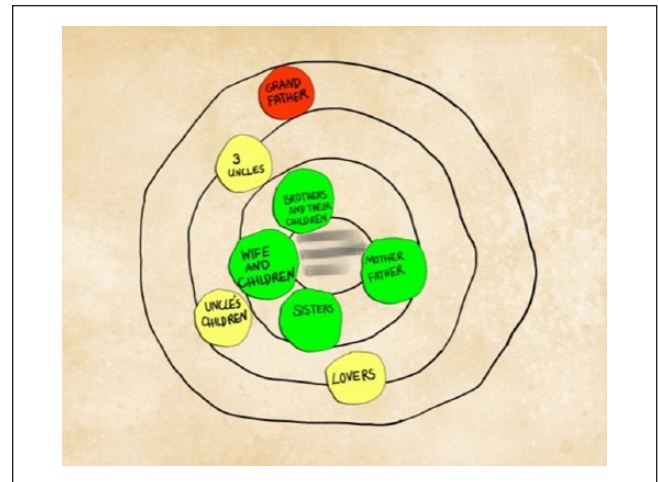 GRAND
FATHER
3
UNCLES
BROTHERS
AND THEIR
CHILDREN
WIFE
AND
CHILDREN
MOTHER
FATHER
UNCLE'S
CHILDREN
SISTERS
LOVERS